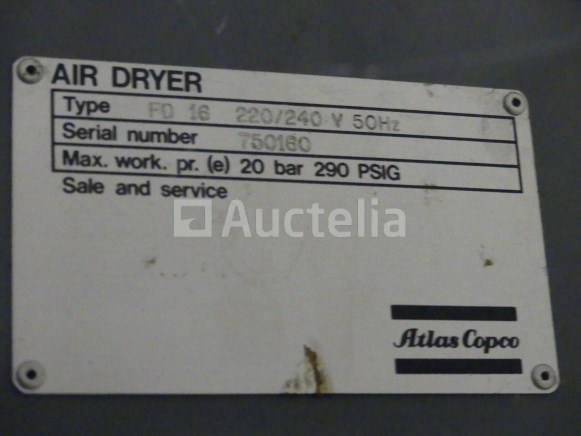 AIR DRYER
Type FD 16 220/240 V 50Hz
Serial number 750160
Max. work. pr. (e) 20 bar 290 PSIG
Sale and service
Auctelia
Atlas Copco